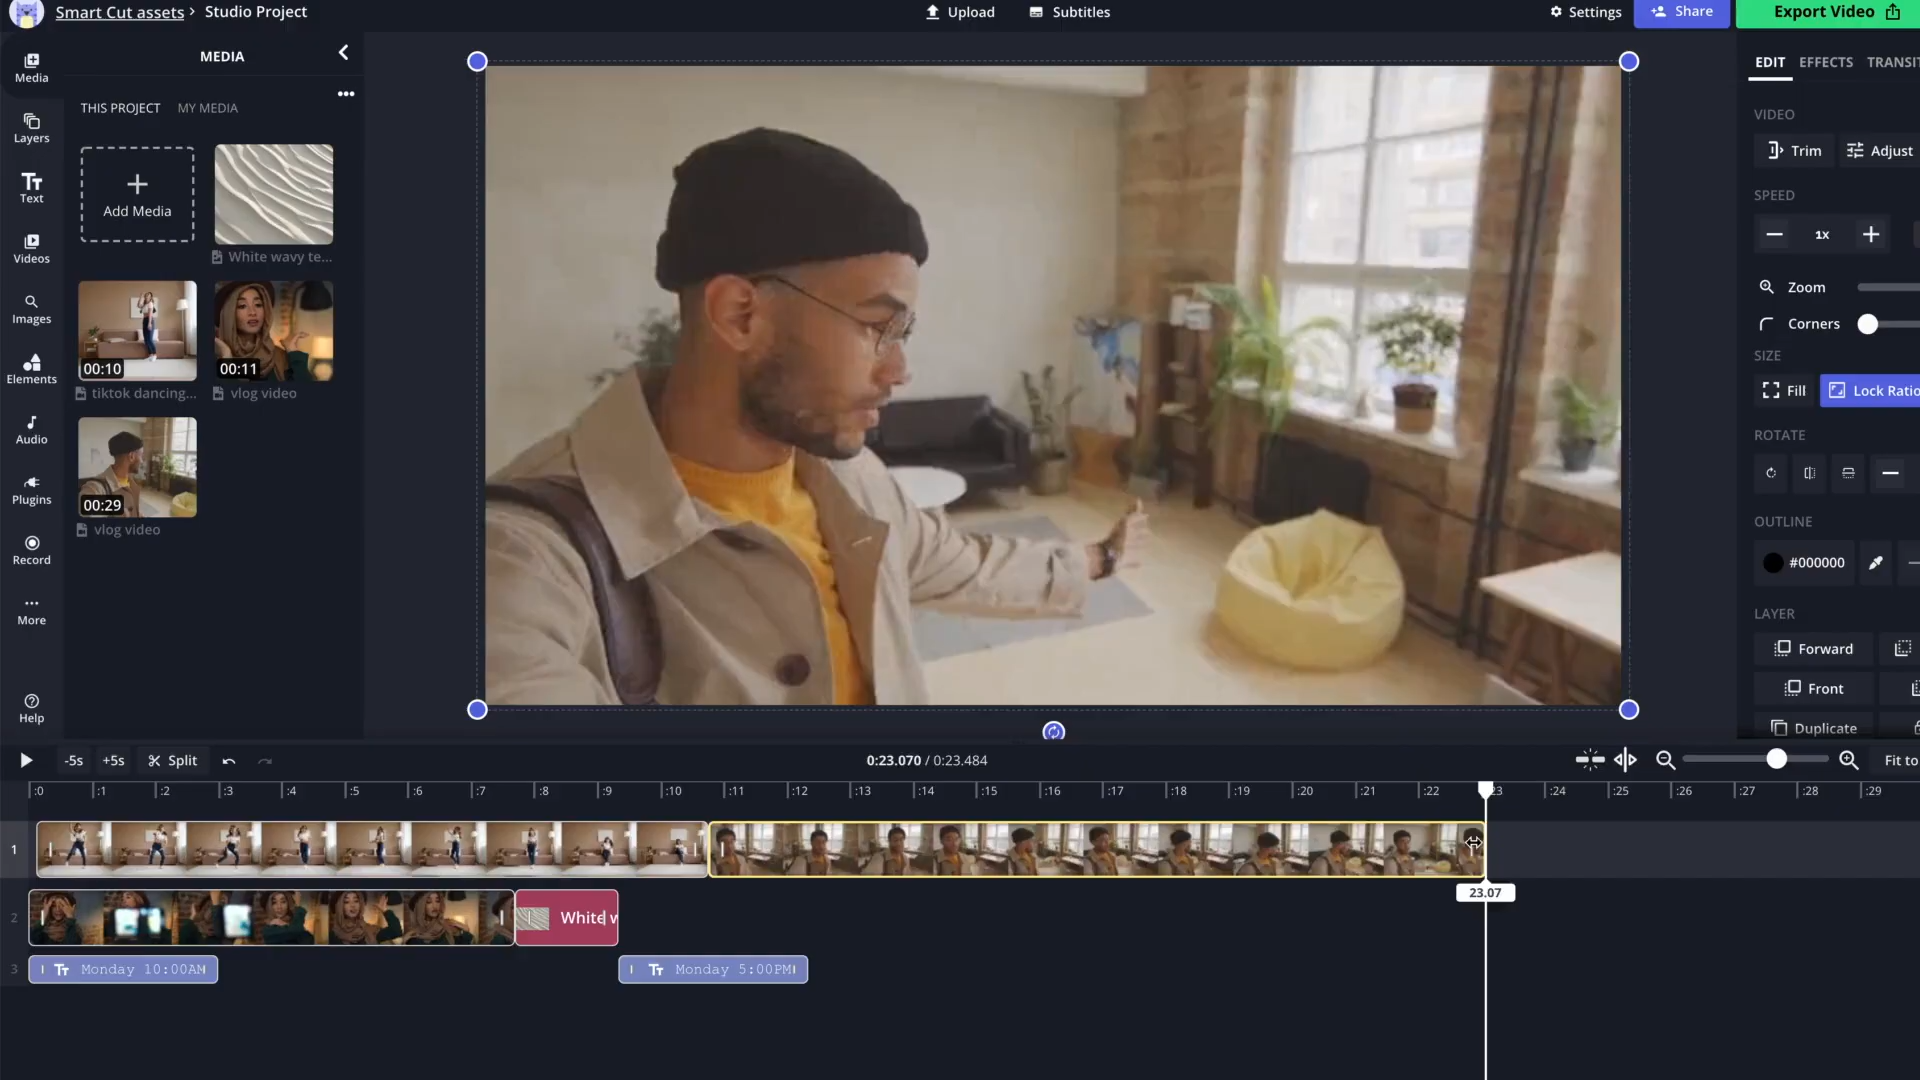 Smart Cut assets › Studio Project
Upload
Subtitles
Settings
Share
Export Video
Media
Layers
Text
Videos
Images
Elements
Audio
Plugins
Record
More
Help
MEDIA
THIS PROJECT
MY MEDIA
Add Media
White wavy te...
00:10
tiktok dancing...
00:11
vlog video
00:29
vlog video
EDIT
EFFECTS
TRANSIT
VIDEO
Trim
Adjust
SPEED
1x
Zoom
Corners
SIZE
Fill
Lock Ratio
ROTATE
OUTLINE
#000000
LAYER
Forward
Front
Duplicate
-5s
+5s
Split
0:23.070 / 0:23.484
Fit to
:0 :1 :2 :3 :4 :5 :6 :7 :8 :9 :10 :11 :12 :13 :14 :15 :16 :17 :18 :19 :20 :21 :22 23 :24 :25 :26 :27 :28 :29
1
23.07
2
White w
3
Tт Monday 10:00AM
Tт Monday 5:00PM